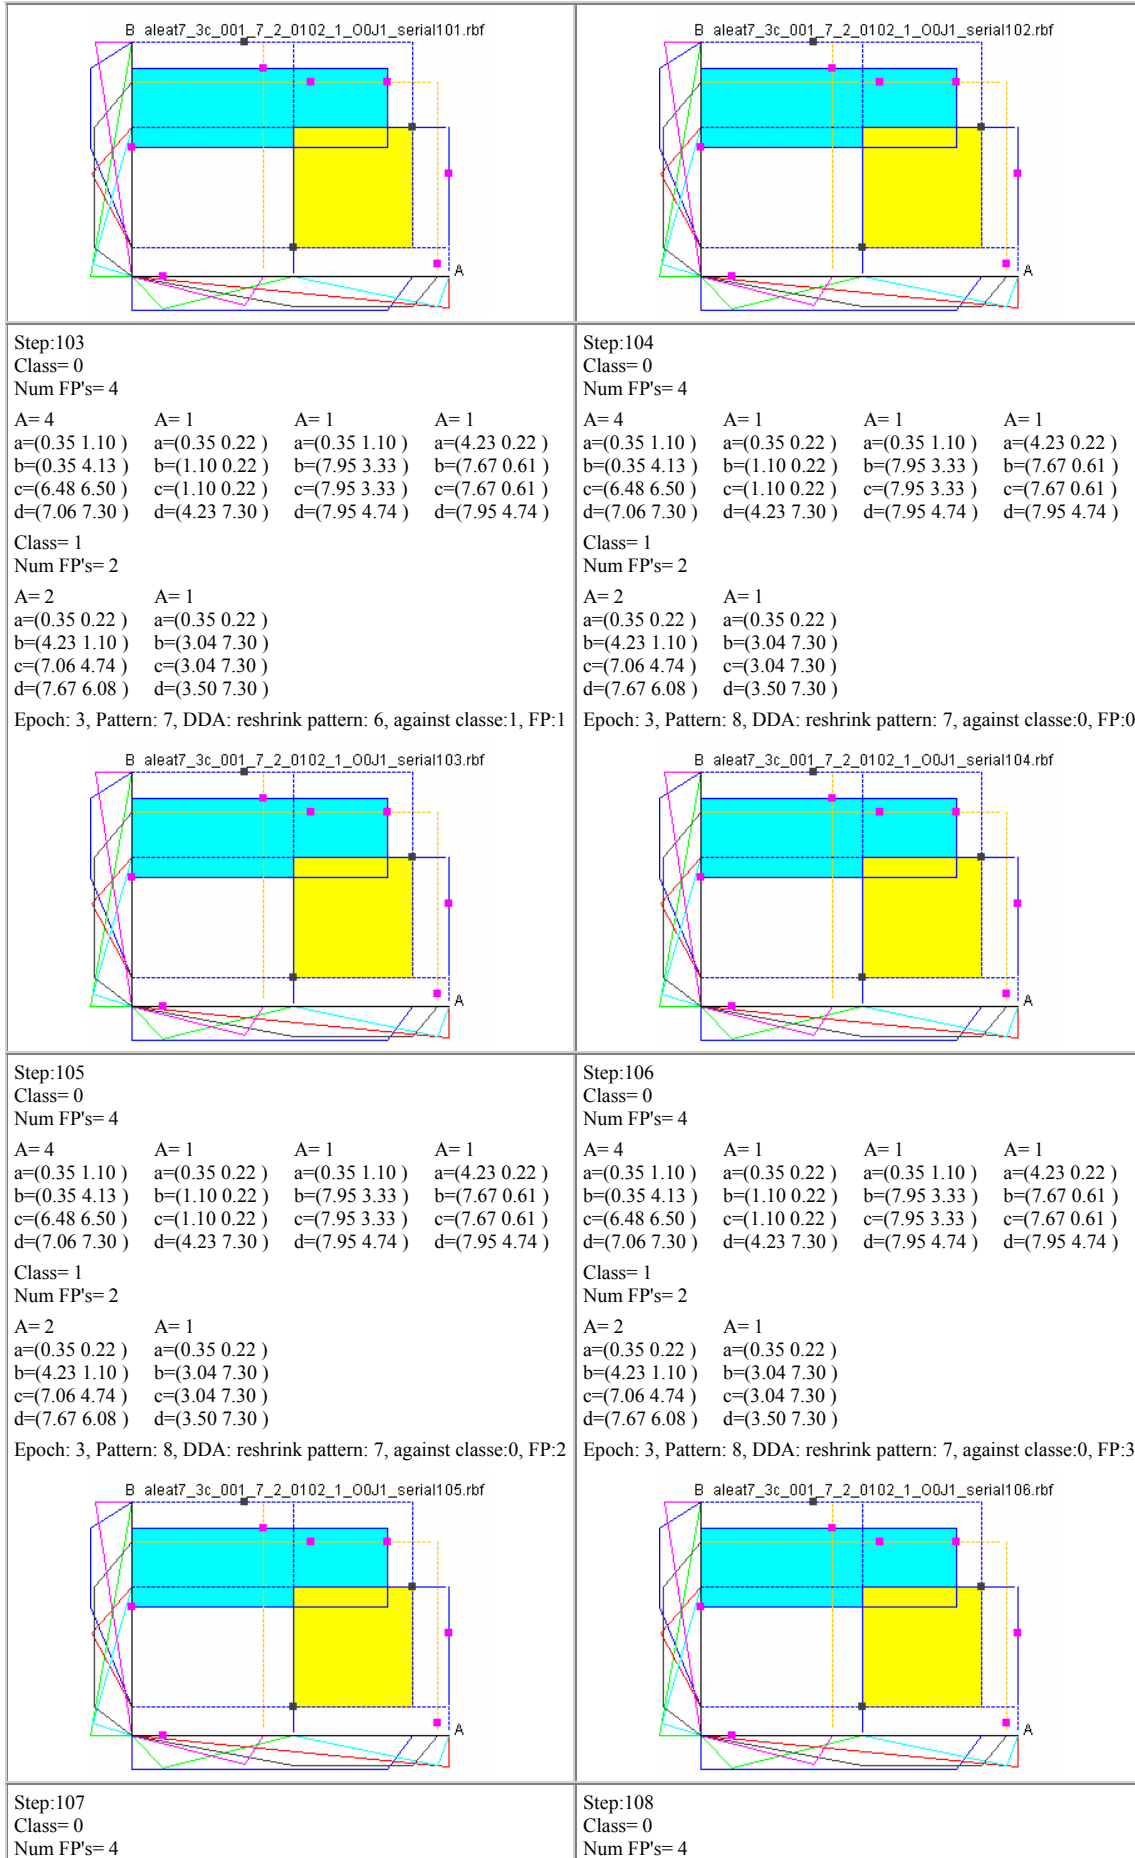 B aleat7_3c_001_7_2_0102_1_00J1_serial101.rbf
A
B aleat7_3c_001_7_2_0102_1_00J1_serial102.rbf
A
Step:103
Class= 0
Num FP's= 4
A= 4 A= 1 A= 1 A= 1
a=(0.35 1.10 ) a=(0.35 0.22 ) a=(0.35 1.10 ) a=(4.23 0.22 )
b=(0.35 4.13 ) b=(1.10 0.22 ) b=(7.95 3.33 ) b=(7.67 0.61 )
c=(6.48 6.50 ) c=(1.10 0.22 ) c=(7.95 3.33 ) c=(7.67 0.61 )
d=(7.06 7.30 ) d=(4.23 7.30 ) d=(7.95 4.74 ) d=(7.95 4.74 )
Class= 1
Num FP's= 2
A= 2 A= 1
a=(0.35 0.22 ) a=(0.35 0.22 )
b=(4.23 1.10 ) b=(3.04 7.30 )
c=(7.06 4.74 ) c=(3.04 7.30 )
d=(7.67 6.08 ) d=(3.50 7.30 )
Epoch: 3, Pattern: 7, DDA: reshrink pattern: 6, against classe:1, FP:1
B aleat7_3c_001_7_2_0102_1_00J1_serial103.rbf
A
Step:104
Class= 0
Num FP's= 4
A= 4 A= 1 A= 1 A= 1
a=(0.35 1.10 ) a=(0.35 0.22 ) a=(0.35 1.10 ) a=(4.23 0.22 )
b=(0.35 4.13 ) b=(1.10 0.22 ) b=(7.95 3.33 ) b=(7.67 0.61 )
c=(6.48 6.50 ) c=(1.10 0.22 ) c=(7.95 3.33 ) c=(7.67 0.61 )
d=(7.06 7.30 ) d=(4.23 7.30 ) d=(7.95 4.74 ) d=(7.95 4.74 )
Class= 1
Num FP's= 2
A= 2 A= 1
a=(0.35 0.22 ) a=(0.35 0.22 )
b=(4.23 1.10 ) b=(3.04 7.30 )
c=(7.06 4.74 ) c=(3.04 7.30 )
d=(7.67 6.08 ) d=(3.50 7.30 )
Epoch: 3, Pattern: 8, DDA: reshrink pattern: 7, against classe:0, FP:0
B aleat7_3c_001_7_2_0102_1_00J1_serial104.rbf
A
Step:105
Class= 0
Num FP's= 4
A= 4 A= 1 A= 1 A= 1
a=(0.35 1.10 ) a=(0.35 0.22 ) a=(0.35 1.10 ) a=(4.23 0.22 )
b=(0.35 4.13 ) b=(1.10 0.22 ) b=(7.95 3.33 ) b=(7.67 0.61 )
c=(6.48 6.50 ) c=(1.10 0.22 ) c=(7.95 3.33 ) c=(7.67 0.61 )
d=(7.06 7.30 ) d=(4.23 7.30 ) d=(7.95 4.74 ) d=(7.95 4.74 )
Class= 1
Num FP's= 2
A= 2 A= 1
a=(0.35 0.22 ) a=(0.35 0.22 )
b=(4.23 1.10 ) b=(3.04 7.30 )
c=(7.06 4.74 ) c=(3.04 7.30 )
d=(7.67 6.08 ) d=(3.50 7.30 )
Epoch: 3, Pattern: 8, DDA: reshrink pattern: 7, against classe:0, FP:2
B aleat7_3c_001_7_2_0102_1_00J1_serial105.rbf
A
Step:106
Class= 0
Num FP's= 4
A= 4 A= 1 A= 1 A= 1
a=(0.35 1.10 ) a=(0.35 0.22 ) a=(0.35 1.10 ) a=(4.23 0.22 )
b=(0.35 4.13 ) b=(1.10 0.22 ) b=(7.95 3.33 ) b=(7.67 0.61 )
c=(6.48 6.50 ) c=(1.10 0.22 ) c=(7.95 3.33 ) c=(7.67 0.61 )
d=(7.06 7.30 ) d=(4.23 7.30 ) d=(7.95 4.74 ) d=(7.95 4.74 )
Class= 1
Num FP's= 2
A= 2 A= 1
a=(0.35 0.22 ) a=(0.35 0.22 )
b=(4.23 1.10 ) b=(3.04 7.30 )
c=(7.06 4.74 ) c=(3.04 7.30 )
d=(7.67 6.08 ) d=(3.50 7.30 )
Epoch: 3, Pattern: 8, DDA: reshrink pattern: 7, against classe:0, FP:3
B aleat7_3c_001_7_2_0102_1_00J1_serial106.rbf
A
Step:107
Class= 0
Num FP's= 4
Step:108
Class= 0
Num FP's= 4